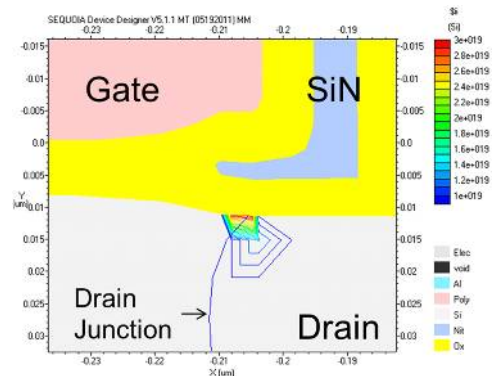 SEQUOIA Device Designer V5.1.1 MT (05192011) MM
Si
(Si)
-0.015
-0.01
-0.005
0.0
0.005
0.01
0.015
0.02
0.025
0.03
Y
[um]
-0.015
-0.01
-0.005
0.0
0.005
0.01
0.015
0.02
0.025
0.03
Gate
SiN
Drain
Junction
Drain
-0.23
-0.22
-0.21
-0.2
-0.19
-0.23
-0.22
-0.21
-0.2
-0.19
X [um]
3e+019
2.8e+019
2.6e+019
2.4e+019
2.2e+019
2e+019
1.8e+019
1.6e+019
1.4e+019
1.2e+019
1e+019
Elec
void
Al
Poly
Si
Nit
Ox